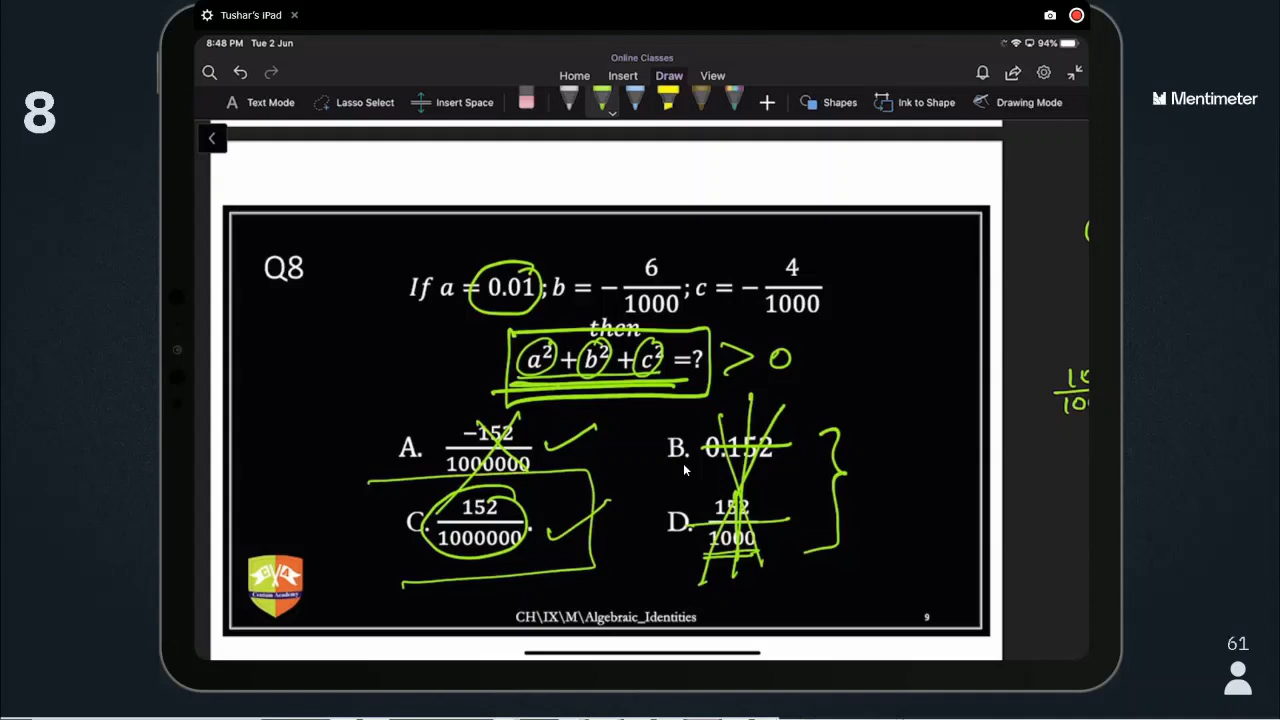 Tushar's iPad ×
8:48 PM Tue 2 Jun
94%
Online Classes
Home Insert Draw View
A Text Mode Lasso Select Insert Space Shapes Ink to Shape Drawing Mode
8
Mentimeter
Q8
If a = 0.01; b = − 6/1000; c = − 4/1000
then
a² + b² + c² =? > 0
A. −152/1000000
B. 0.152
C. 152/1000000.
D. 152/1000
Centum Academy
CH\IX\M\Algebraic_Identities
9
61